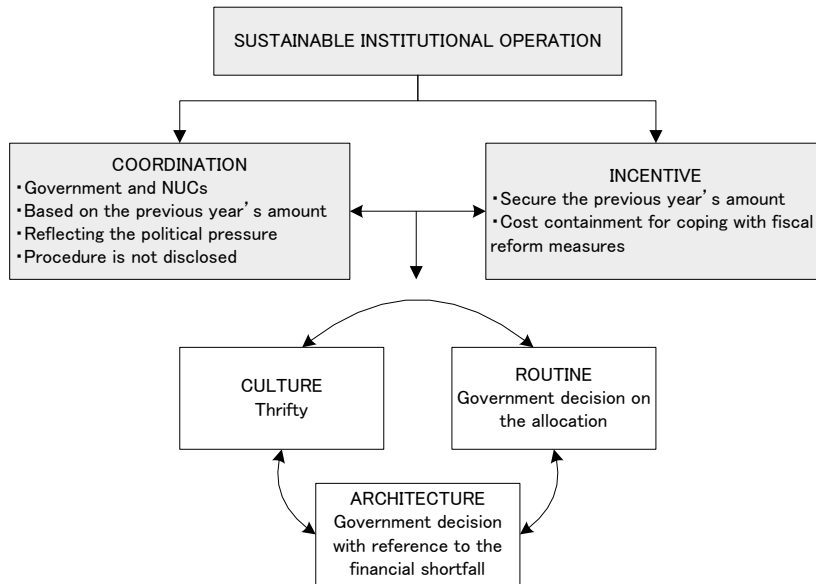 SUSTAINABLE INSTITUTIONAL OPERATION
COORDINATION
・Government and NUCs
・Based on the previous year's amount
・Reflecting the political pressure
・Procedure is not disclosed
INCENTIVE
・Secure the previous year's amount
・Cost containment for coping with fiscal
reform measures
CULTURE
Thrifty
ROUTINE
Government decision on
the allocation
ARCHITECTURE
Government decision
with reference to the
financial shortfall